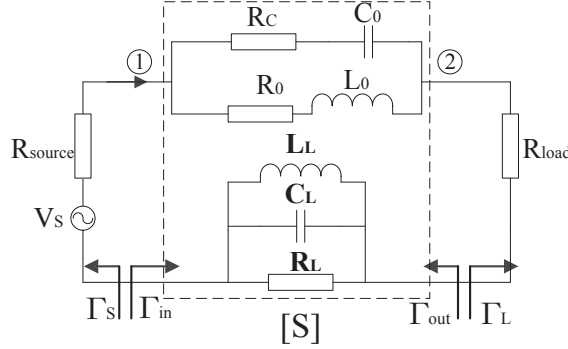 RC
C0
1
2
R0
L0
Rsource
LL
Rload
CL
VS
RL
ΓS
Γin
Γout
ΓL
[S]